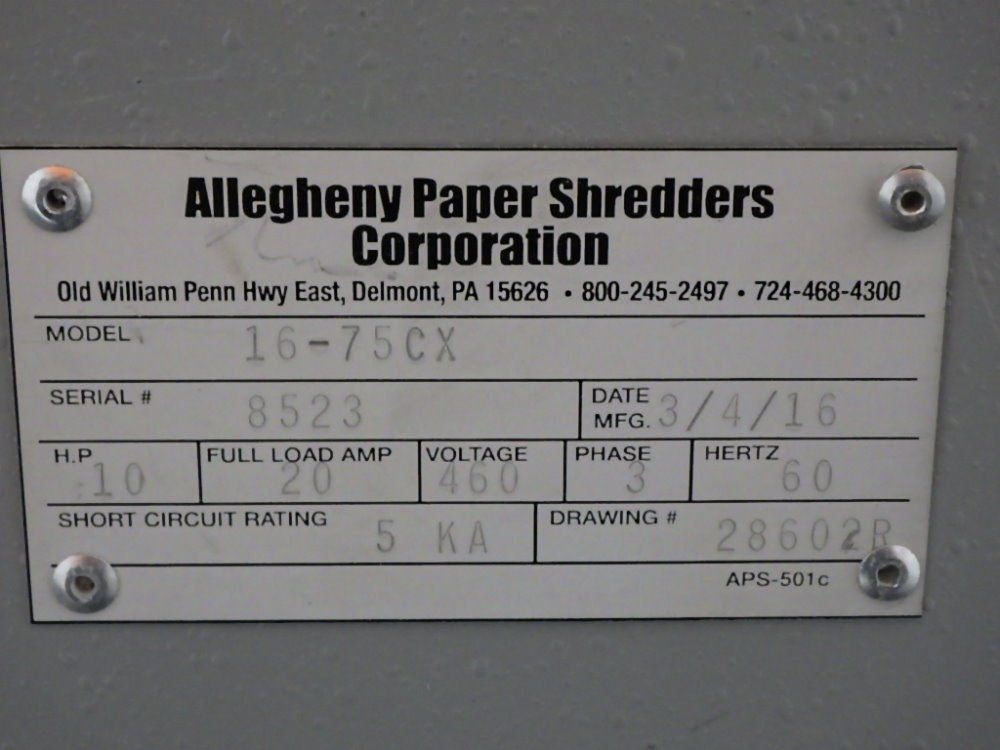 Allegheny Paper Shredders
Corporation
Old William Penn Hwy East, Delmont, PA 15626 • 800-245-2497 • 724-468-4300
MODEL 16-75CX
SERIAL # 8523 DATE MFG. 3/4/16
H.P. 10 FULL LOAD AMP 20 VOLTAGE 460 PHASE 3 HERTZ 60
SHORT CIRCUIT RATING 5 KA DRAWING # 28602R
APS-501c